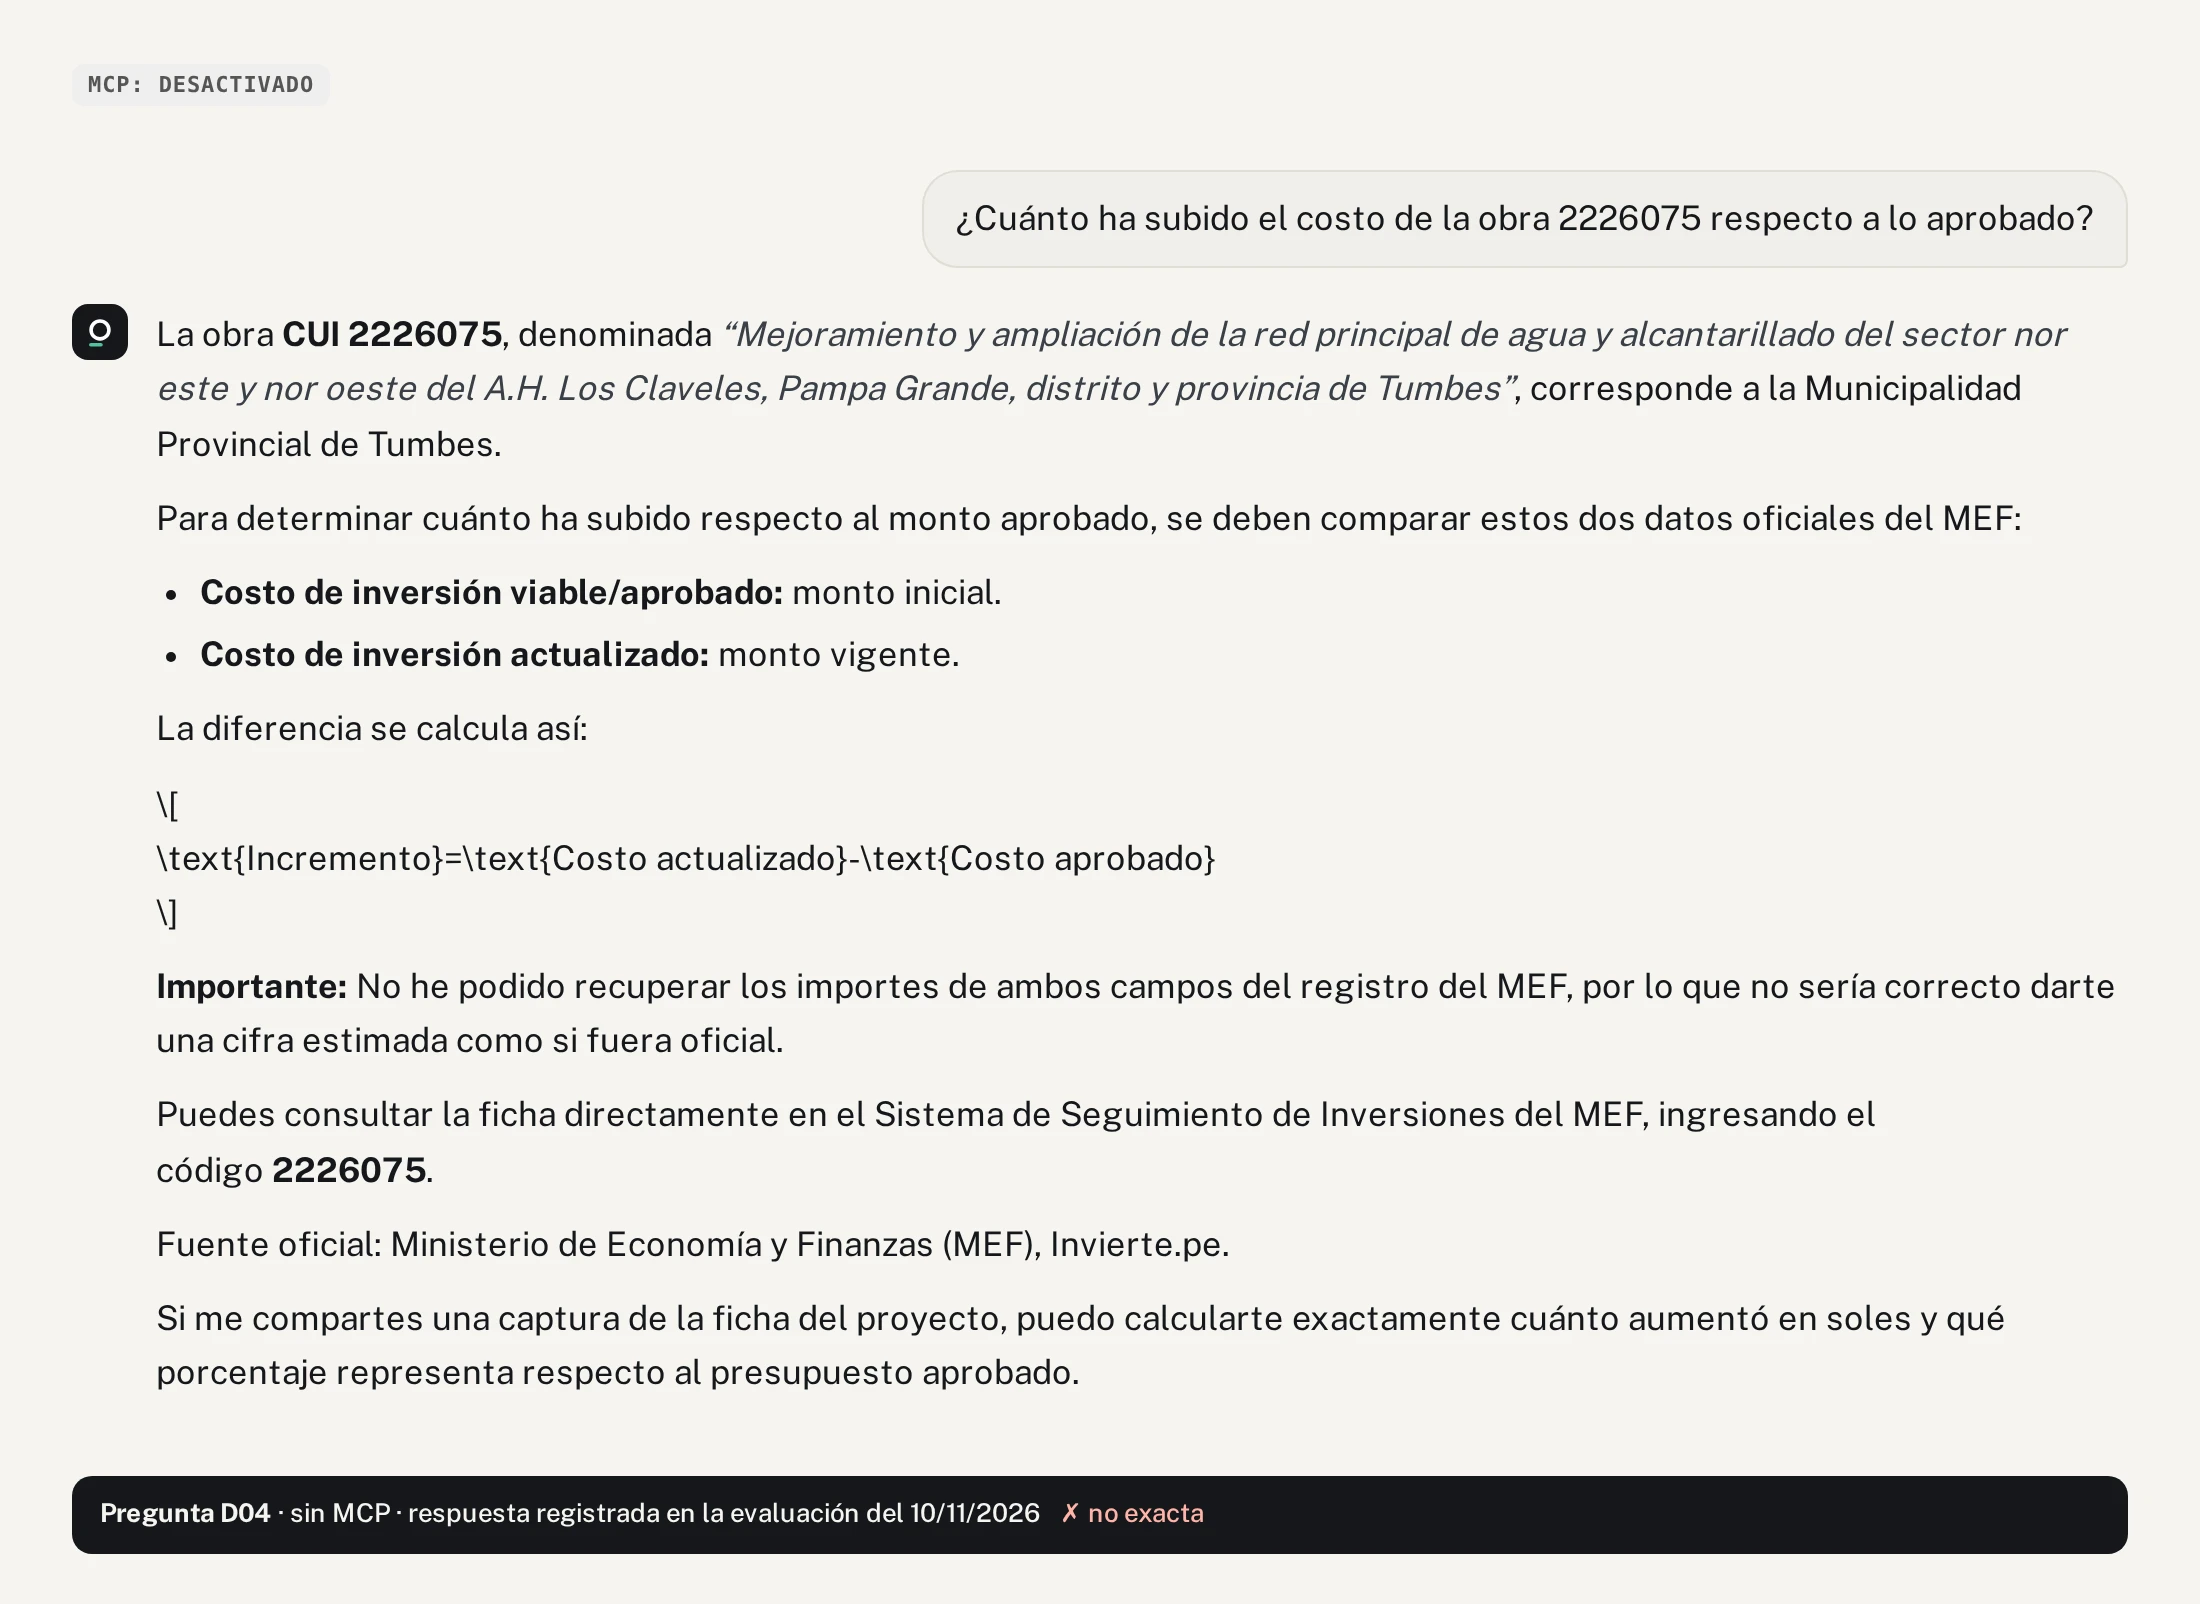 MCP: DESACTIVADO
¿Cuánto ha subido el costo de la obra 2226075 respecto a lo aprobado?
La obra CUI 2226075, denominada “Mejoramiento y ampliación de la red principal de agua y alcantarillado del sector nor
este y nor oeste del A.H. Los Claveles, Pampa Grande, distrito y provincia de Tumbes”, corresponde a la Municipalidad
Provincial de Tumbes.
Para determinar cuánto ha subido respecto al monto aprobado, se deben comparar estos dos datos oficiales del MEF:
• Costo de inversión viable/aprobado: monto inicial.
• Costo de inversión actualizado: monto vigente.
La diferencia se calcula así:
\[
\text{Incremento}=\text{Costo actualizado}-\text{Costo aprobado}
\]
Importante: No he podido recuperar los importes de ambos campos del registro del MEF, por lo que no sería correcto darte
una cifra estimada como si fuera oficial.
Puedes consultar la ficha directamente en el Sistema de Seguimiento de Inversiones del MEF, ingresando el
código 2226075.
Fuente oficial: Ministerio de Economía y Finanzas (MEF), Invierte.pe.
Si me compartes una captura de la ficha del proyecto, puedo calcularte exactamente cuánto aumentó en soles y qué
porcentaje representa respecto al presupuesto aprobado.
Pregunta D04 · sin MCP · respuesta registrada en la evaluación del 10/11/2026 ✗ no exacta